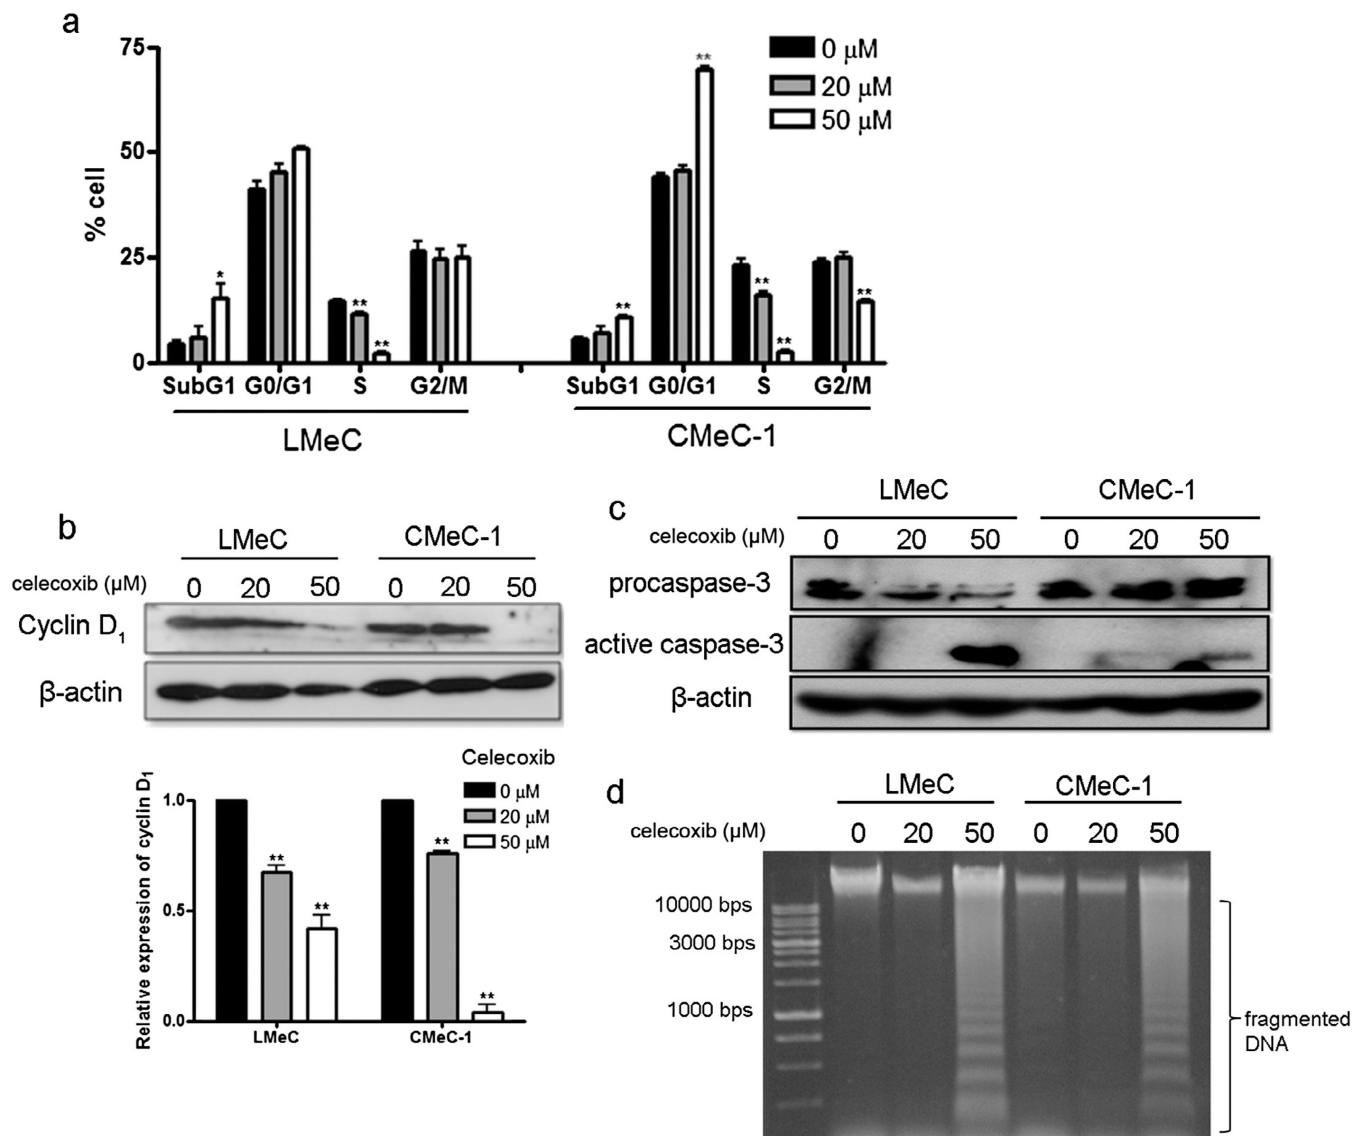 a
75
50
25
0
% cell
0 μM
20 μM
50 μM
*
**
**
**
**
**
**
**
SubG1 G0/G1 S G2/M SubG1 G0/G1 S G2/M
LMeC CMeC-1
b
LMeC CMeC-1
celecoxib (μM) 0 20 50 0 20 50
Cyclin D1
β-actin
Celecoxib
0 μM
20 μM
50 μM
Relative expression of cyclin D1
1.0
0.5
0.0
**
**
**
**
LMeC CMeC-1
c
LMeC CMeC-1
celecoxib (μM) 0 20 50 0 20 50
procaspase-3
active caspase-3
β-actin
d
LMeC CMeC-1
celecoxib (μM) 0 20 50 0 20 50
10000 bps
3000 bps
1000 bps
fragmented
DNA